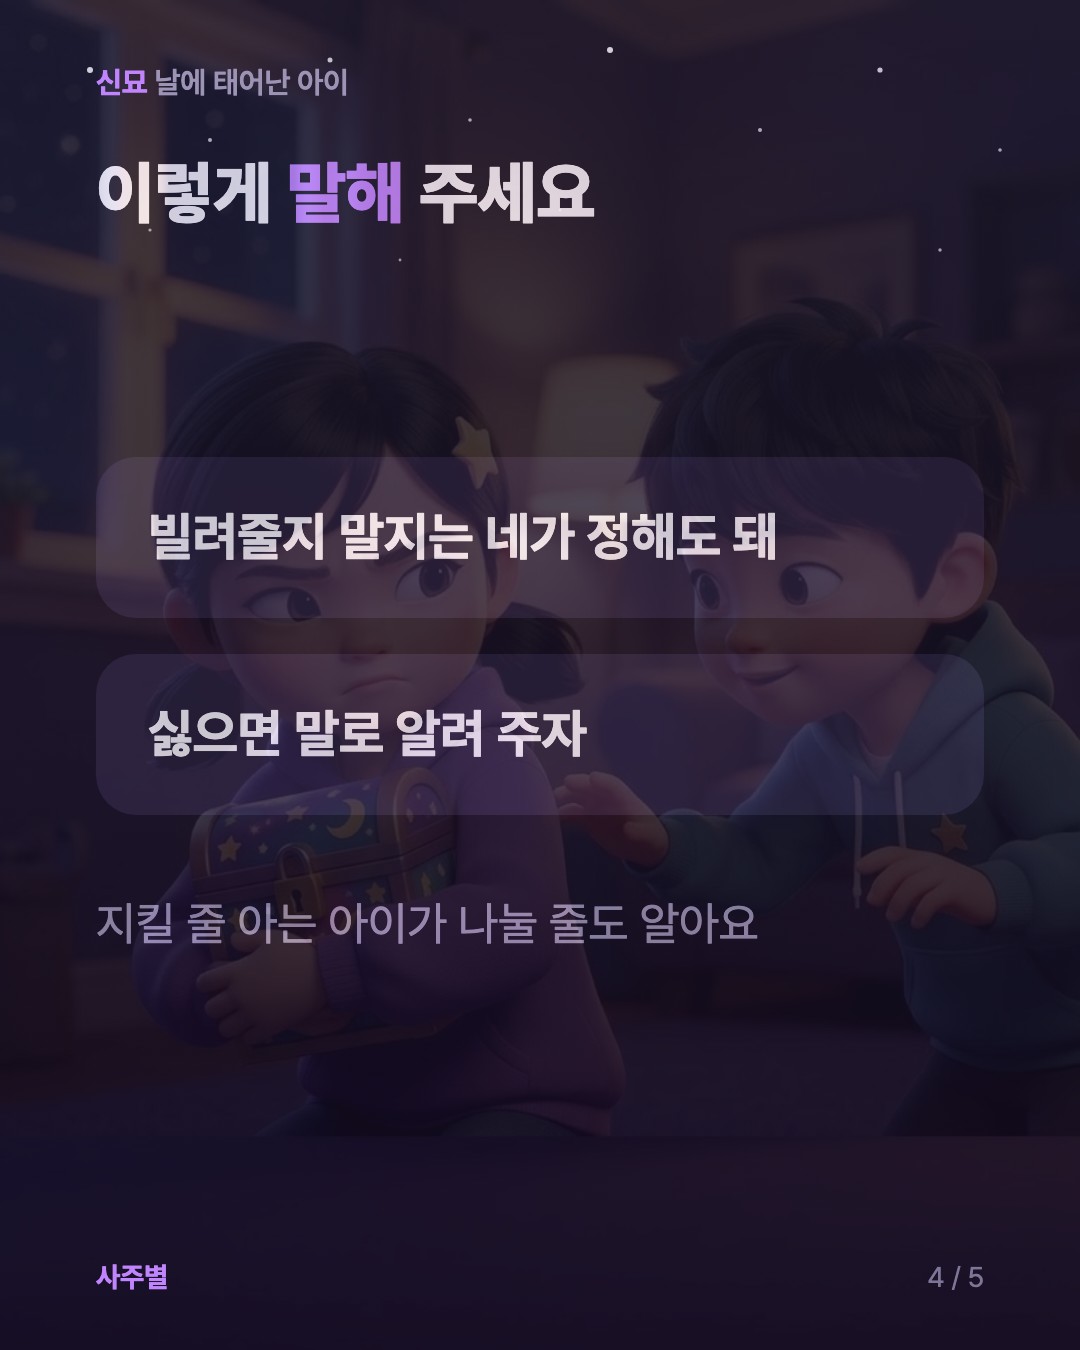 신묘 날에 태어난 아이
이렇게 말해 주세요
빌려줄지 말지는 네가 정해도 돼
싫으면 말로 알려 주자
지킬 줄 아는 아이가 나눌 줄도 알아요
사주별
4 / 5